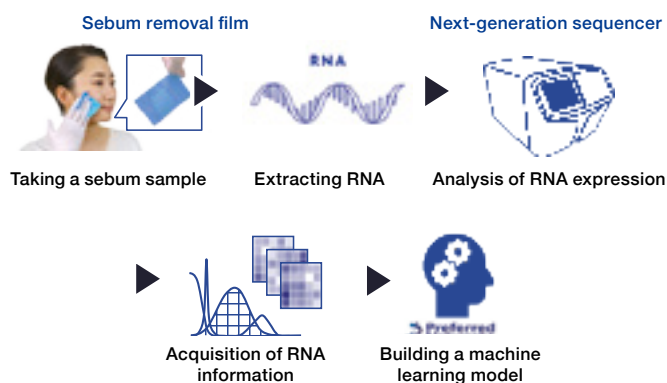 Sebum removal film
Next-generation sequencer
RNA
Taking a sebum sample
Extracting RNA
Analysis of RNA expression
Preferred
Acquisition of RNA
information
Building a machine
learning model